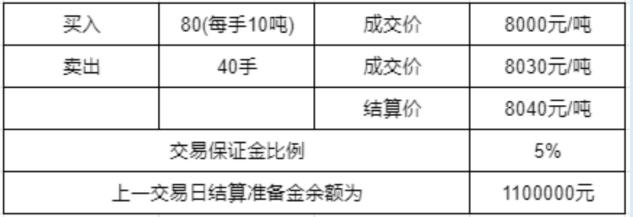 买入 80(每手10吨) 成交价 8000元/吨
卖出 40手 成交价 8030元/吨
结算价 8040元/吨
交易保证金比例 5%
上一交易日结算准备金余额为 1100000元